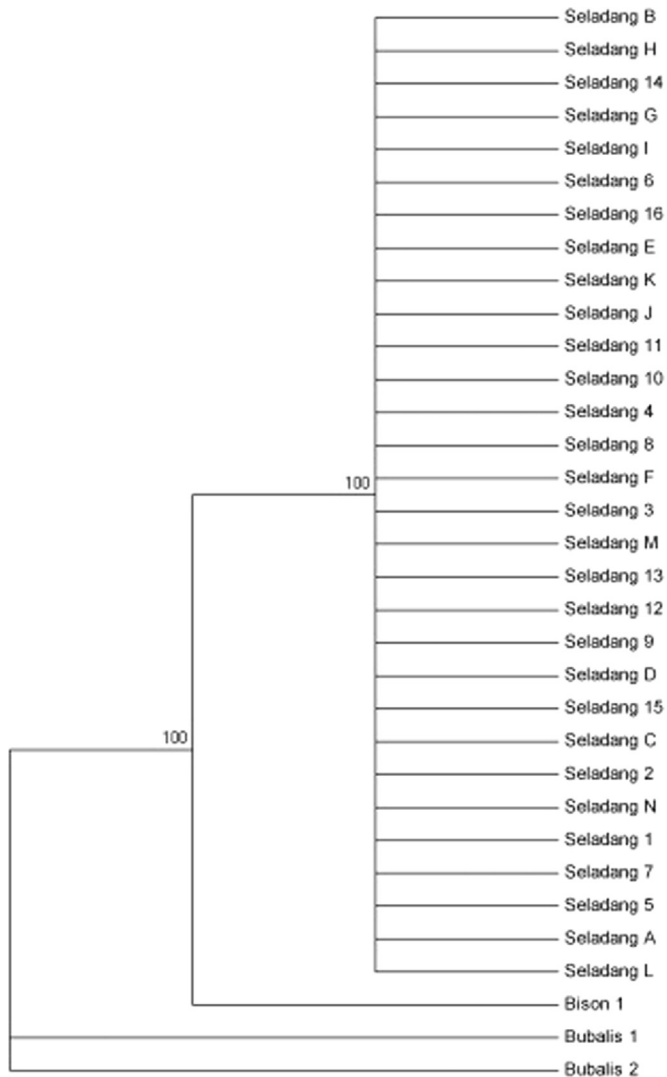 Seladang B
Seladang H
Seladang 14
Seladang G
Seladang I
Seladang 6
Seladang 16
Seladang E
Seladang K
Seladang J
Seladang 11
Seladang 10
Seladang 4
Seladang 8
Seladang F
100
Seladang 3
Seladang M
Seladang 13
Seladang 12
Seladang 9
Seladang D
Seladang 15
100
Seladang C
Seladang 2
Seladang N
Seladang 1
Seladang 7
Seladang 5
Seladang A
Seladang L
Bison 1
Bubalis 1
Bubalis 2